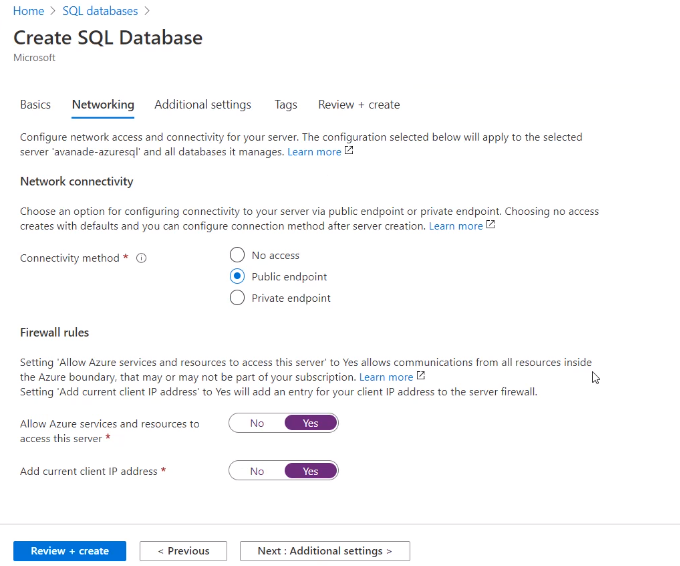 Home > SQL databases >
Create SQL Database
Microsoft
Basics Networking Additional settings Tags Review + create
Configure network access and connectivity for your server. The configuration selected below will apply to the selected
server 'avanade-azuresql' and all databases it manages. Learn more
Network connectivity
Choose an option for configuring connectivity to your server via public endpoint or private endpoint. Choosing no access
creates with defaults and you can configure connection method after server creation. Learn more
Connectivity method *
No access
Public endpoint
Private endpoint
Firewall rules
Setting 'Allow Azure services and resources to access this server' to Yes allows communications from all resources inside
the Azure boundary, that may or may not be part of your subscription. Learn more
Setting 'Add current client IP address' to Yes will add an entry for your client IP address to the server firewall.
Allow Azure services and resources to
access this server *
No Yes
Add current client IP address *
No Yes
Review + create
< Previous
Next : Additional settings >